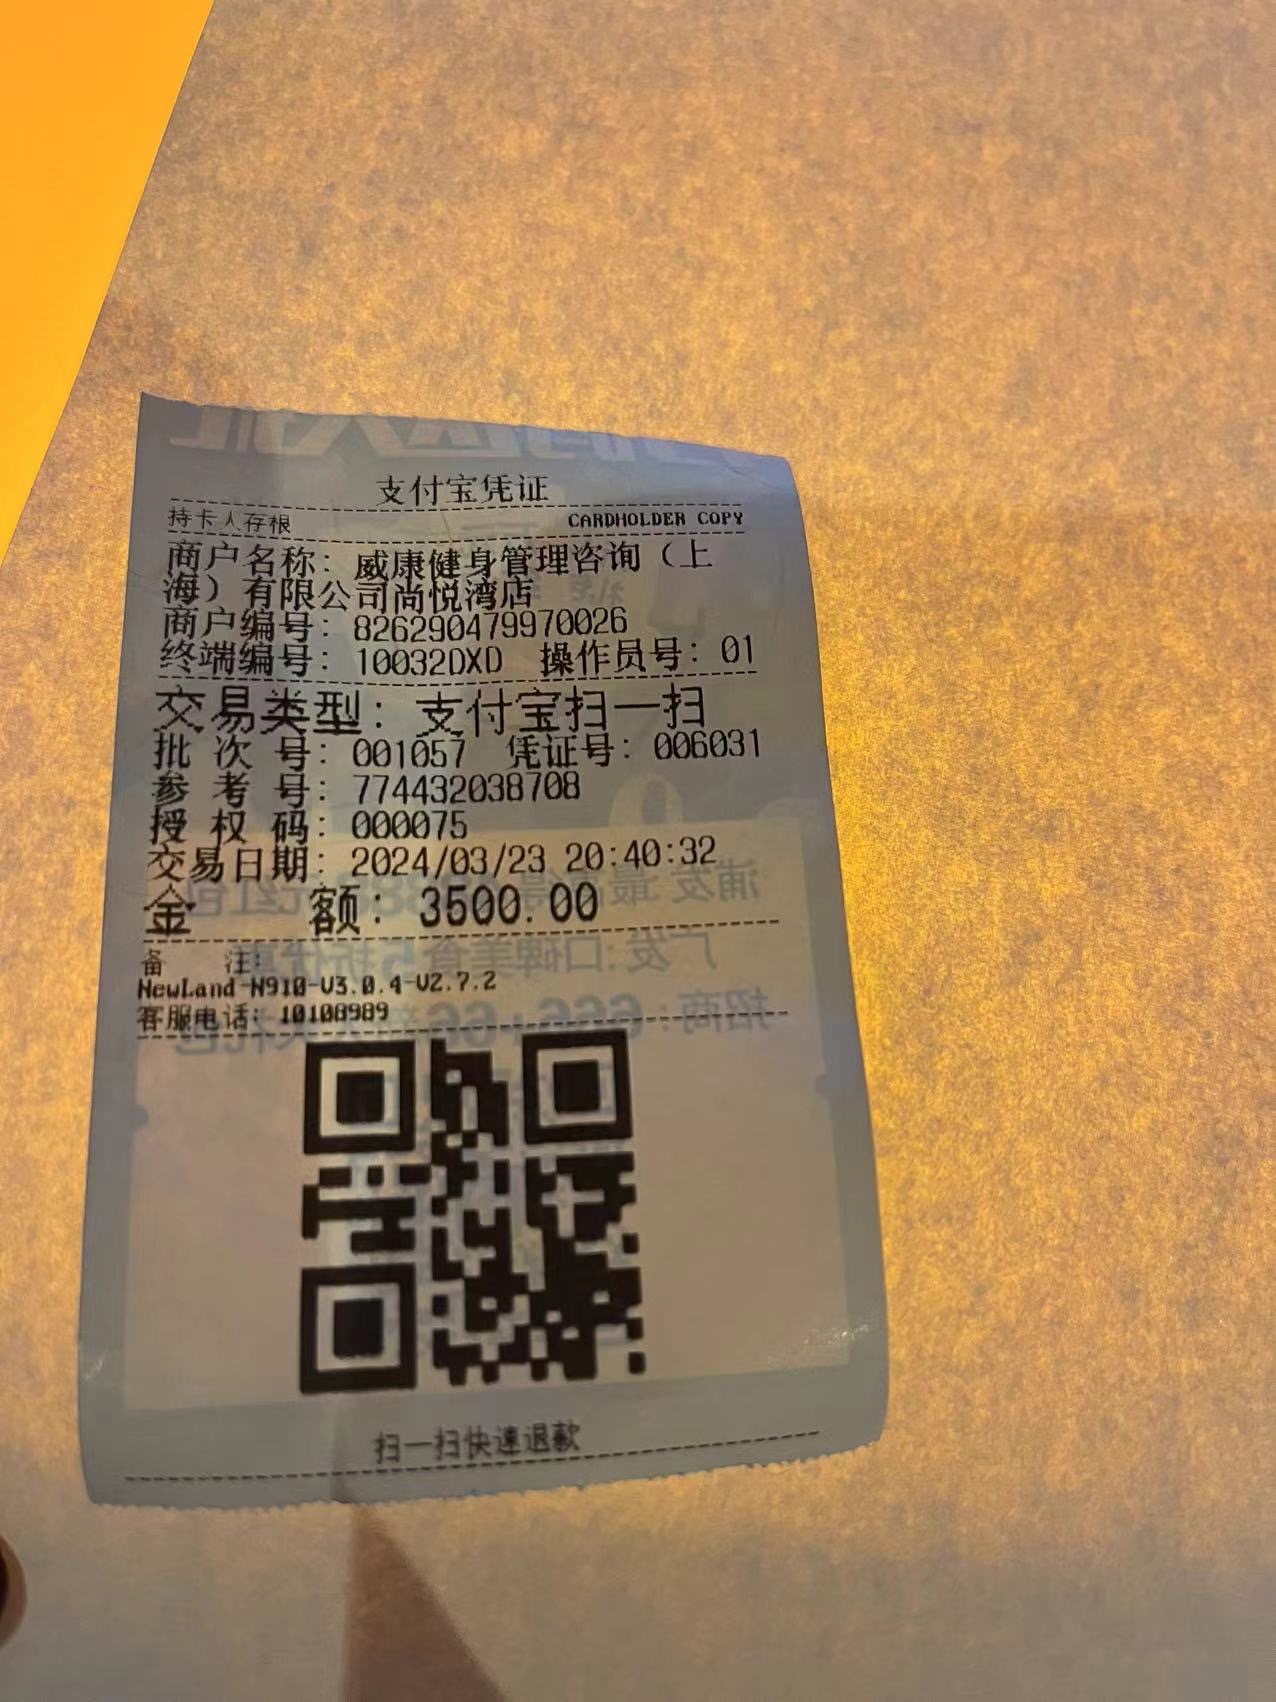 支付宝凭证
持卡人存根 CARDHOLDER COPY
商户名称: 威康健身管理咨询（上
海）有限公司尚悦湾店
商户编号: 826290479970026
终端编号: 10032DXD 操作员号: 01
交易类型: 支付宝扫一扫
批 次 号: 001057 凭证号: 006031
参 考 号: 774432038708
授 权 码: 000075
交易日期: 2024/03/23 20:40:32
金 额: 3500.00
备 注:
NewLand-N910-V3.0.4-V2.7.2
客服电话: 10108989
扫一扫快速退款